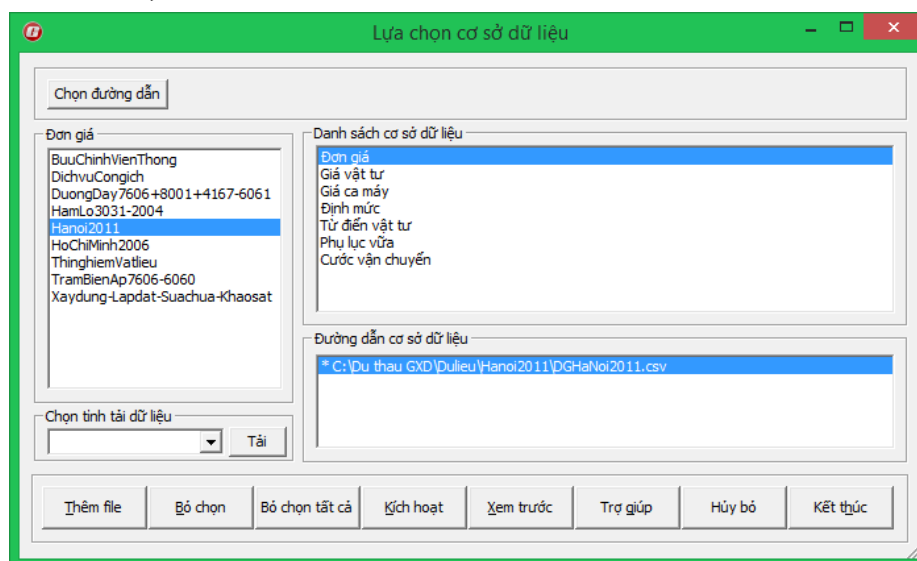 Lựa chọn cơ sở dữ liệu
Chọn đường dẫn
Đơn giá
BuuChinhVienThong
DichvuCongich
DuongDay7606+8001+4167-6061
HamLo3031-2004
Hanoi2011
HoChiMinh2006
ThinghiemVatlieu
TramBienAp7606-6060
Xaydung-Lapdat-Suachua-Khaosat
Chọn tỉnh tải dữ liệu
Tải
Danh sách cơ sở dữ liệu
Đơn giá
Giá vật tư
Giá ca máy
Định mức
Từ điển vật tư
Phụ lục vữa
Cước vận chuyển
Đường dẫn cơ sở dữ liệu
* C:\Du thau GXD\Dulieu\Hanoi2011\DGHaNoi2011.csv
Thêm file
Bỏ chọn
Bỏ chọn tất cả
Kích hoạt
Xem trước
Trợ giúp
Hủy bỏ
Kết thúc